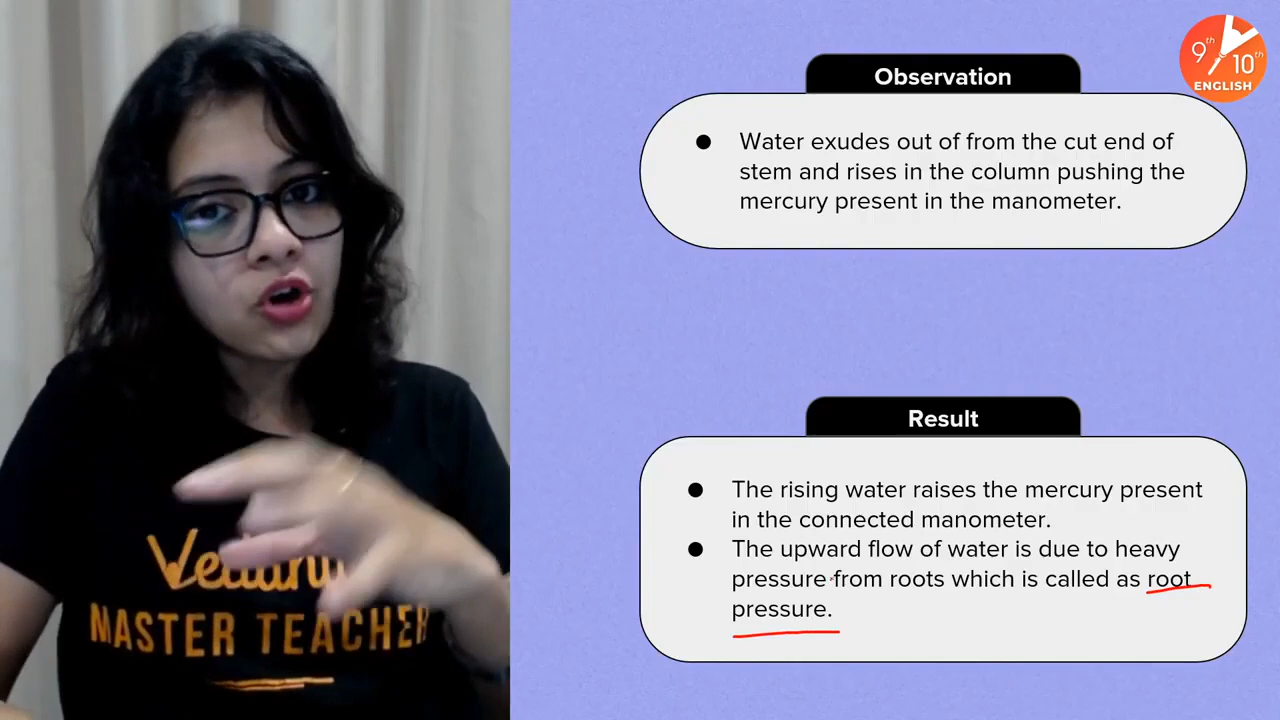 9th
10th
ENGLISH
Observation
● Water exudes out of from the cut end of
stem and rises in the column pushing the
mercury present in the manometer.
Result
● The rising water raises the mercury present
in the connected manometer.
● The upward flow of water is due to heavy
pressure from roots which is called as root
pressure.
MASTER TEACHER